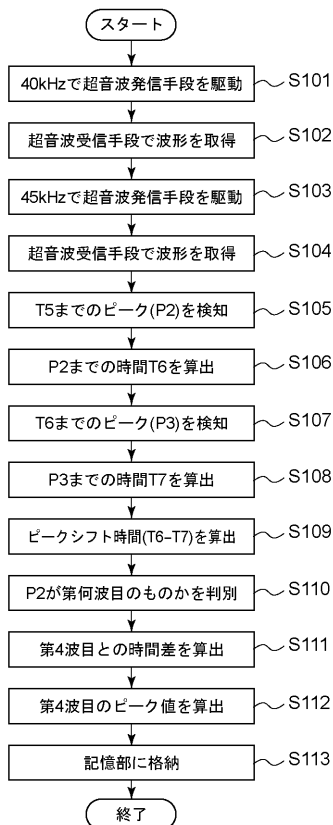 スタート
40kHzで超音波発信手段を駆動 S101
超音波受信手段で波形を取得 S102
45kHzで超音波発信手段を駆動 S103
超音波受信手段で波形を取得 S104
T5までのピーク(P2)を検知 S105
P2までの時間T6を算出 S106
T6までのピーク(P3)を検知 S107
P3までの時間T7を算出 S108
ピークシフト時間(T6-T7)を算出 S109
P2が第何波目のものかを判別 S110
第4波目との時間差を算出 S111
第4波目のピーク値を算出 S112
記憶部に格納 S113
終了